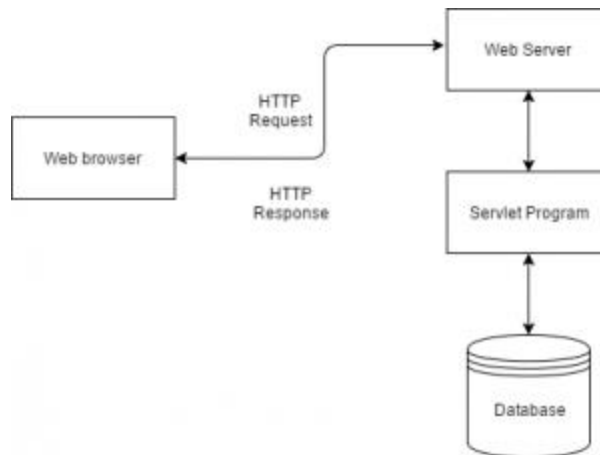 Web Server
HTTP
Request
Web browser
HTTP
Response
Servlet Program
Database